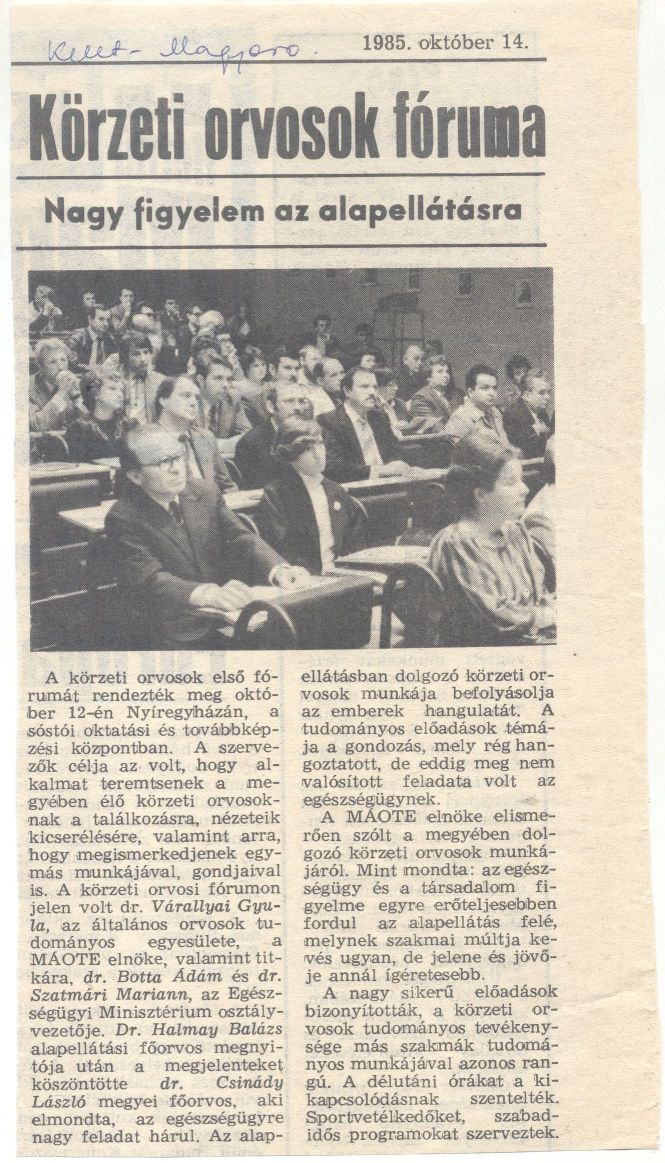 Kelet-Magyaro.
1985. október 14.
Körzeti orvosok fóruma
Nagy figyelem az alapellátásra
A körzeti orvosok első fó-
rumát rendezték meg októ-
ber 12-én Nyíregyházán, a
sóstói oktatási és továbbkép-
zési központban. A szerve-
zők célja az volt, hogy al-
kalmat teremtsenek a me-
gyében élő körzeti orvosok-
nak a találkozásra, nézeteik
kicserélésére, valamint arra,
hogy megismerkedjenek egy-
más munkájával, gondjaival
is. A körzeti orvosi fórumon
jelen volt dr. Várallyai Gyu-
la, az általános orvosok tu-
dományos egyesülete, a
MÁOTE elnöke, valamint tit-
kára, dr. Botta Ádám és dr.
Szatmári Mariann, az Egész-
ségügyi Minisztérium osztály-
vezetője. Dr. Halmay Balázs
alapellátási főorvos megnyi-
tója után a megjelenteket
köszöntötte dr. Csinády
László megyei főorvos, aki
elmondta, az egészségügyre
nagy feladat hárul. Az alap-
ellátásban dolgozó körzeti or-
vosok munkája befolyásolja
az emberek hangulatát. A
tudományos előadások témá-
ja a gondozás, mely rég han-
goztatott, de eddig meg nem
valósított feladata volt az
egészségügynek.
A MÁOTE elnöke elisme-
rően szólt a megyében dol-
gozó körzeti orvosok munká-
járól. Mint mondta: az egész-
ségügy és a társadalom fi-
gyelme egyre erőteljesebben
fordul az alapellátás felé,
melynek szakmai múltja ke-
vés ugyan, de jelene és jövő-
je annál ígéretesebb.
A nagy sikerű előadások
bizonyították, a körzeti or-
vosok tudományos tevékeny-
sége más szakmák tudomá-
nyos munkájával azonos ran-
gú. A délutáni órákat a ki-
kapcsolódásnak szentelték.
Sportvetélkedőket, szabad-
idős programokat szerveztek.